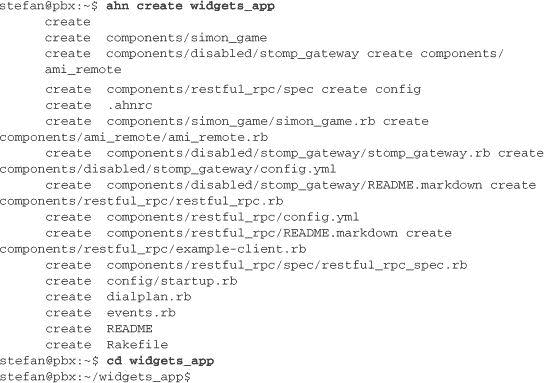 stefan@pbx:~$ ahn create widgets_app
create
create components/simon_game
create components/disabled/stomp_gateway create components/
ami_remote
create components/restful_rpc/spec create config
create .ahnrc
create components/simon_game/simon_game.rb create
components/ami_remote/ami_remote.rb
create components/disabled/stomp_gateway/stomp_gateway.rb create
components/disabled/stomp_gateway/config.yml
create components/disabled/stomp_gateway/README.markdown create
components/restful_rpc/restful_rpc.rb
create components/restful_rpc/config.yml
create components/restful_rpc/README.markdown create
components/restful_rpc/example-client.rb
create components/restful_rpc/spec/restful_rpc_spec.rb
create config/startup.rb
create dialplan.rb
create events.rb
create README
create Rakefile
stefan@pbx:~$ cd widgets_app
stefan@pbx:~/widgets_app$